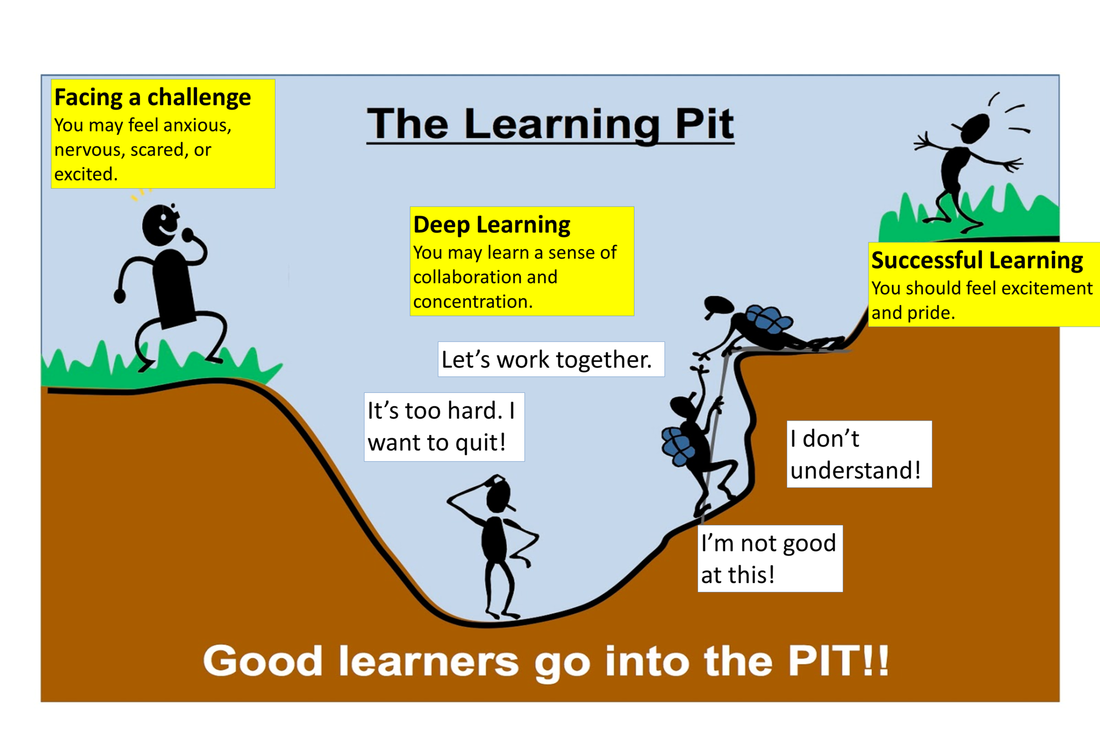 Facing a challenge
You may feel anxious,
nervous, scared, or
excited.
The Learning Pit
Deep Learning
You may learn a sense of
collaboration and
concentration.
Successful Learning
You should feel excitement
and pride.
Let’s work together.
It’s too hard. I
want to quit!
I don’t
understand!
I’m not good
at this!
Good learners go into the PIT!!